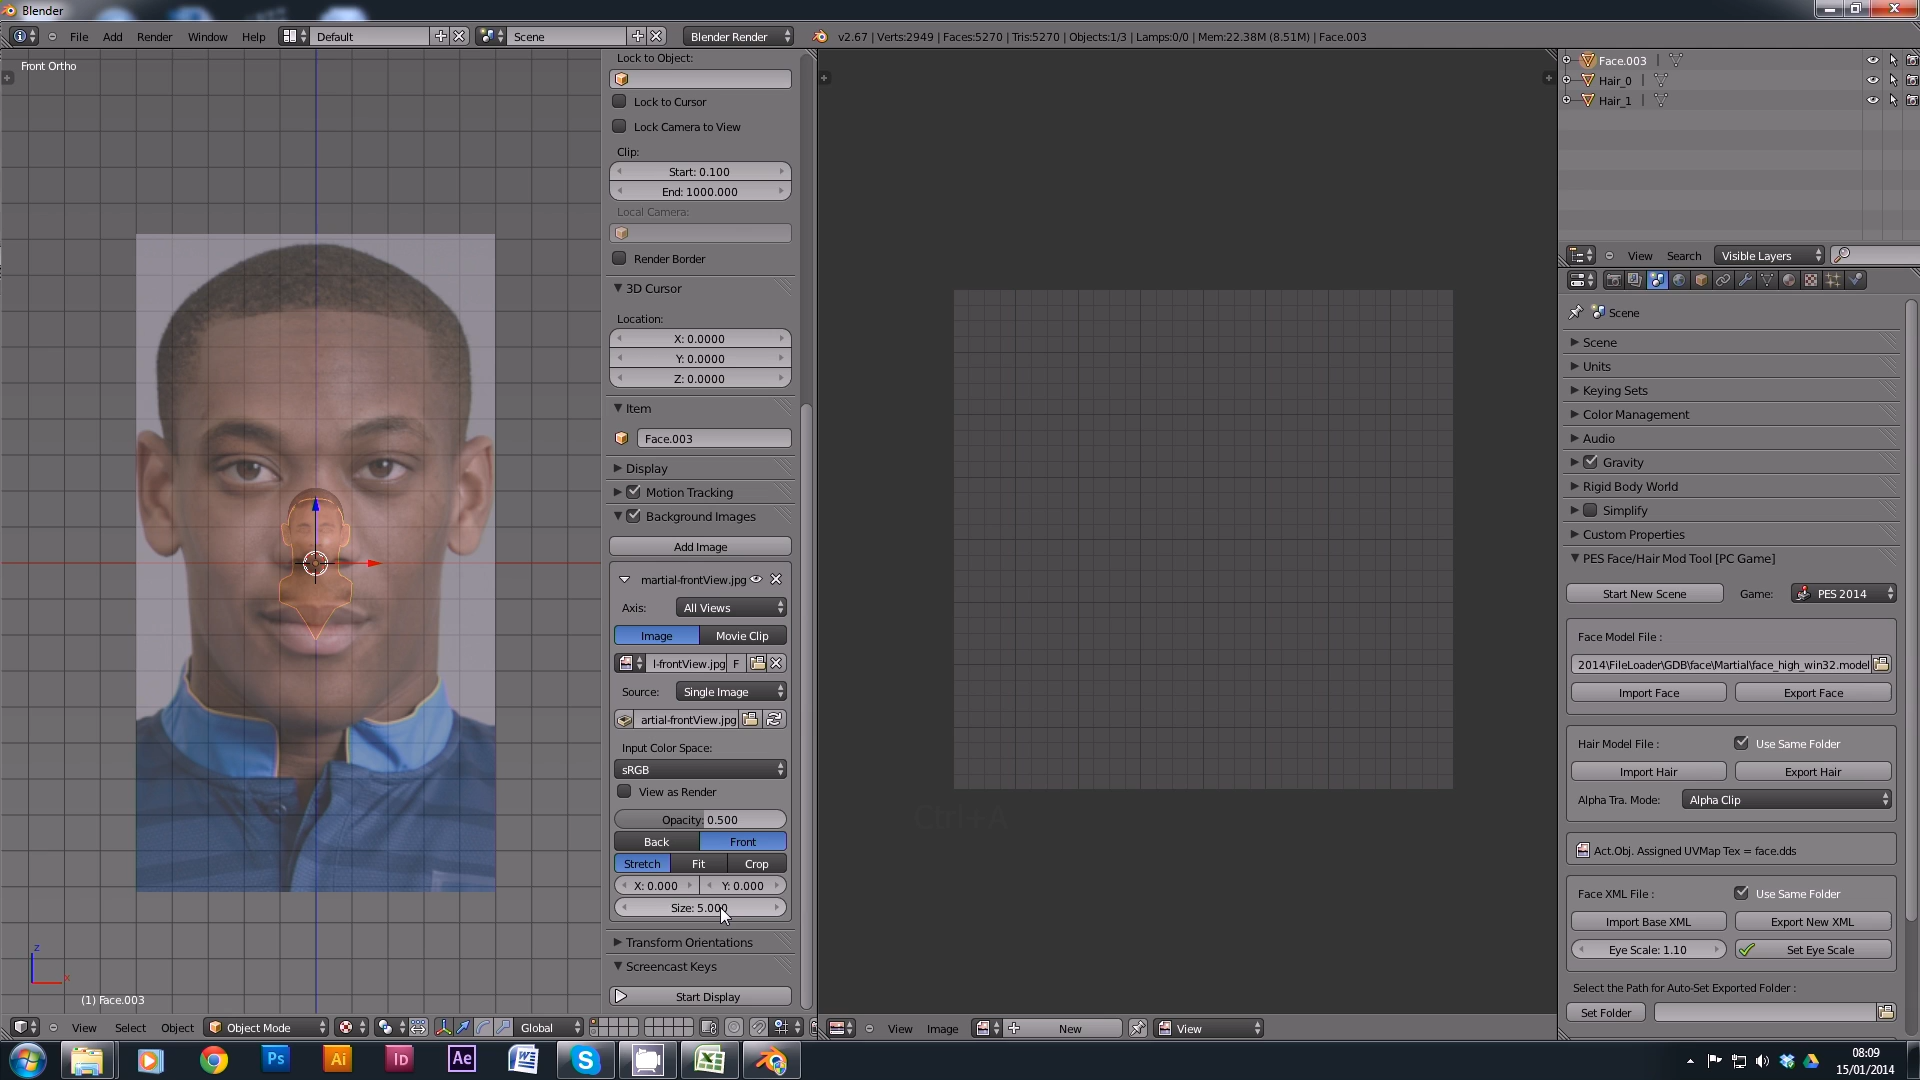 Blender
File Add Render Window Help Default Scene Blender Render v2.67 | Verts:2949 | Faces:5270 | Tris:5270 | Objects:1/3 | Lamps:0/0 | Mem:22.38M (8.51M) | Face.003
Front Ortho
Lock to Object:
Lock to Cursor
Lock Camera to View
Clip:
Start: 0.100
End: 1000.000
Local Camera:
Render Border
3D Cursor
Location:
X: 0.0000
Y: 0.0000
Z: 0.0000
Item
Face.003
Display
Motion Tracking
Background Images
Add Image
martial-frontView.jpg
Axis: All Views
Image Movie Clip
l-frontView.jpg F
Source: Single Image
artial-frontView.jpg
Input Color Space:
sRGB
View as Render
Opacity: 0.500
Back Front
Stretch Fit Crop
X: 0.000 Y: 0.000
Size: 5.000
Transform Orientations
Screencast Keys
Start Display
z
x
(1) Face.003
View Select Object Object Mode Global
Ctrl+A
View Image New View
Face.003
Hair_0
Hair_1
View Search Visible Layers
Scene
Scene
Units
Keying Sets
Color Management
Audio
Gravity
Rigid Body World
Simplify
Custom Properties
PES Face/Hair Mod Tool [PC Game]
Start New Scene Game: PES 2014
Face Model File :
2014\FileLoader\GDB\face\Martial\face_high_win32.model
Import Face Export Face
Hair Model File : Use Same Folder
Import Hair Export Hair
Alpha Tra. Mode: Alpha Clip
Act.Obj. Assigned UVMap Tex = face.dds
Face XML File : Use Same Folder
Import Base XML Export New XML
Eye Scale: 1.10 Set Eye Scale
Select the Path for Auto-Set Exported Folder :
Set Folder
Ps Ai Id Ae W S X
08:09
15/01/2014